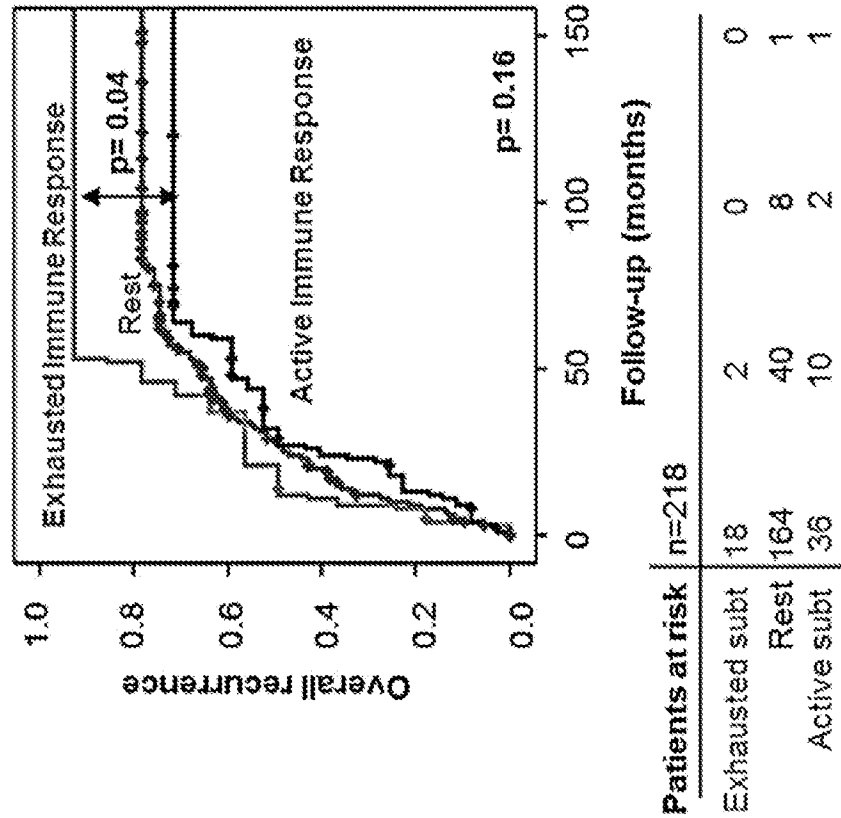 Overall recurrence
1.0
0.8
0.6
0.4
0.2
0.0
Exhausted Immune Response
p= 0.04
Rest
Active Immune Response
p= 0.16
0 50 100 150
Follow-up (months)
Patients at risk n=218
Exhausted subt 18 2 0 0
Rest 164 40 8 1
Active subt 36 10 2 1